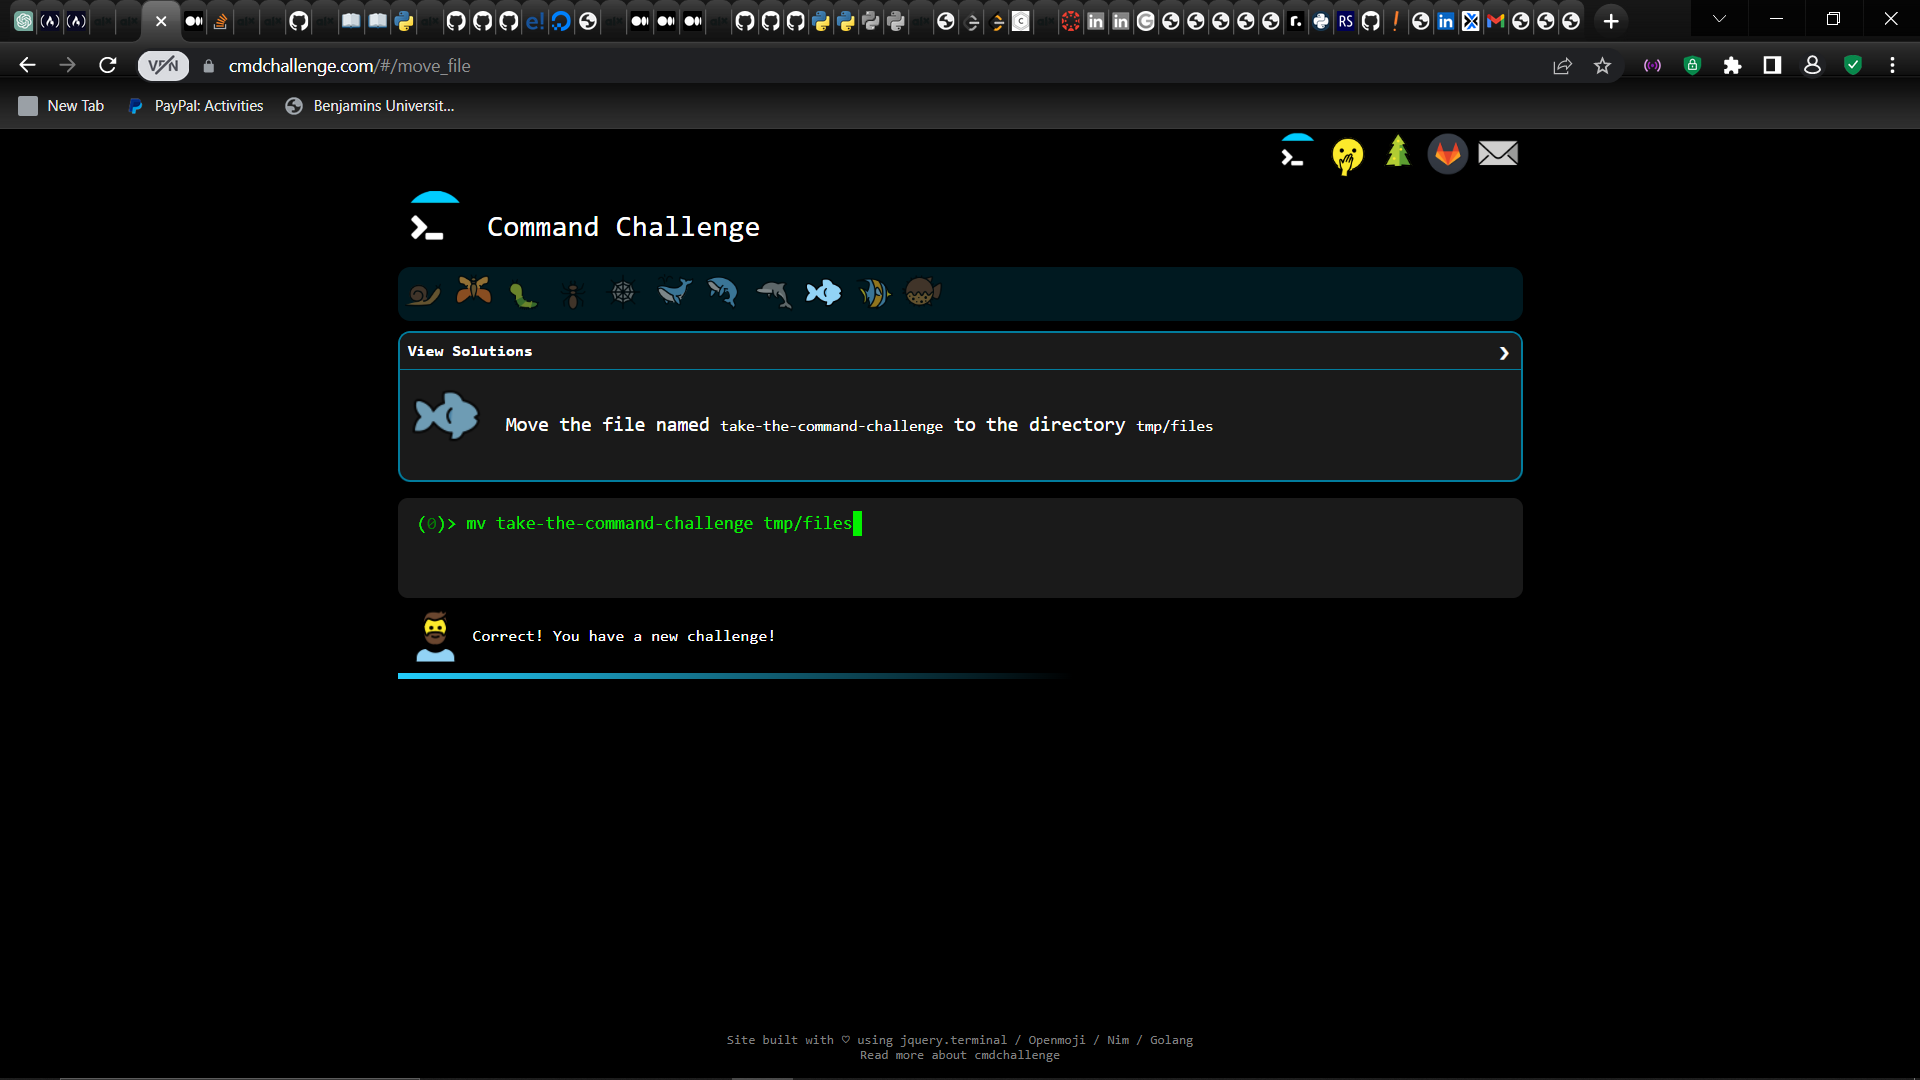 VPN
cmdchallenge.com/#/move_file
New Tab
PayPal: Activities
Benjamins Universit...
Command Challenge
View Solutions
Move the file named take-the-command-challenge to the directory tmp/files
(0)> mv take-the-command-challenge tmp/files
Correct! You have a new challenge!
Site built with ♡ using jquery.terminal / Openmoji / Nim / Golang
Read more about cmdchallenge